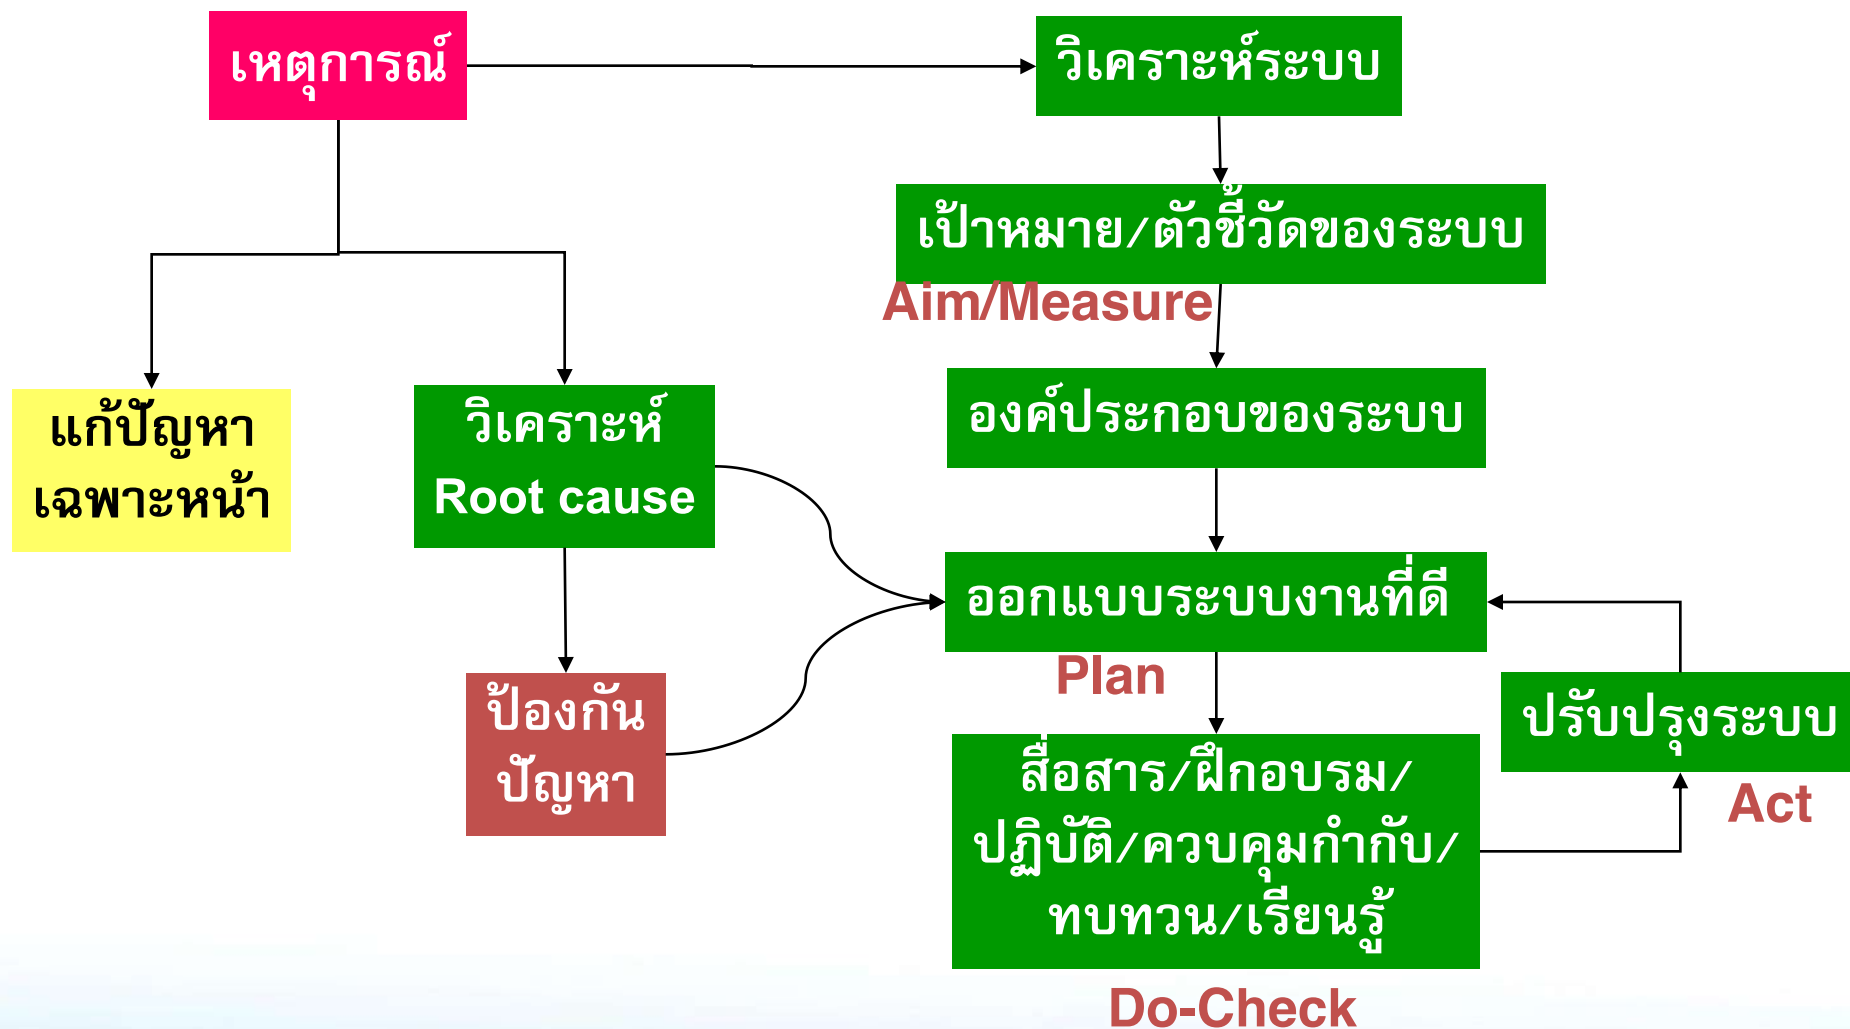 เหตุการณ์
วิเคราะห์ระบบ
เป้าหมาย/ตัวชี้วัดของระบบ
Aim/Measure
องค์ประกอบของระบบ
แก้ปัญหา
เฉพาะหน้า
วิเคราะห์
Root cause
ออกแบบระบบงานที่ดี
Plan
ป้องกัน
ปัญหา
ปรับปรุงระบบ
Act
สื่อสาร/ฝึกอบรม/
ปฏิบัติ/ควบคุมกำกับ/
ทบทวน/เรียนรู้
Do-Check